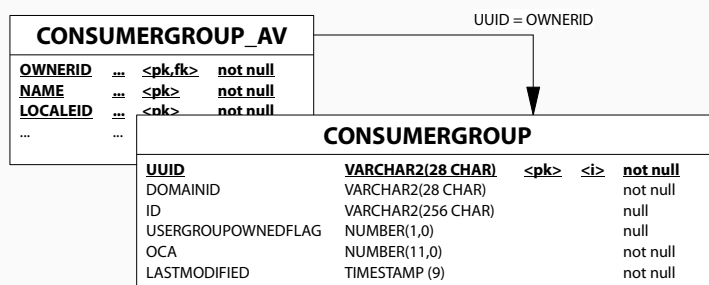 UUID = OWNERID
CONSUMERGROUP_AV
OWNERID ... <pk,fk> not null
NAME ... <pk> not null
LOCALEID ... <pk> not null
... ...
CONSUMERGROUP
UUID VARCHAR2(28 CHAR) <pk> <i> not null
DOMAINID VARCHAR2(28 CHAR) not null
ID VARCHAR2(256 CHAR) null
USERGROUPOWNEDFLAG NUMBER(1,0) null
OCA NUMBER(11,0) not null
LASTMODIFIED TIMESTAMP (9) not null